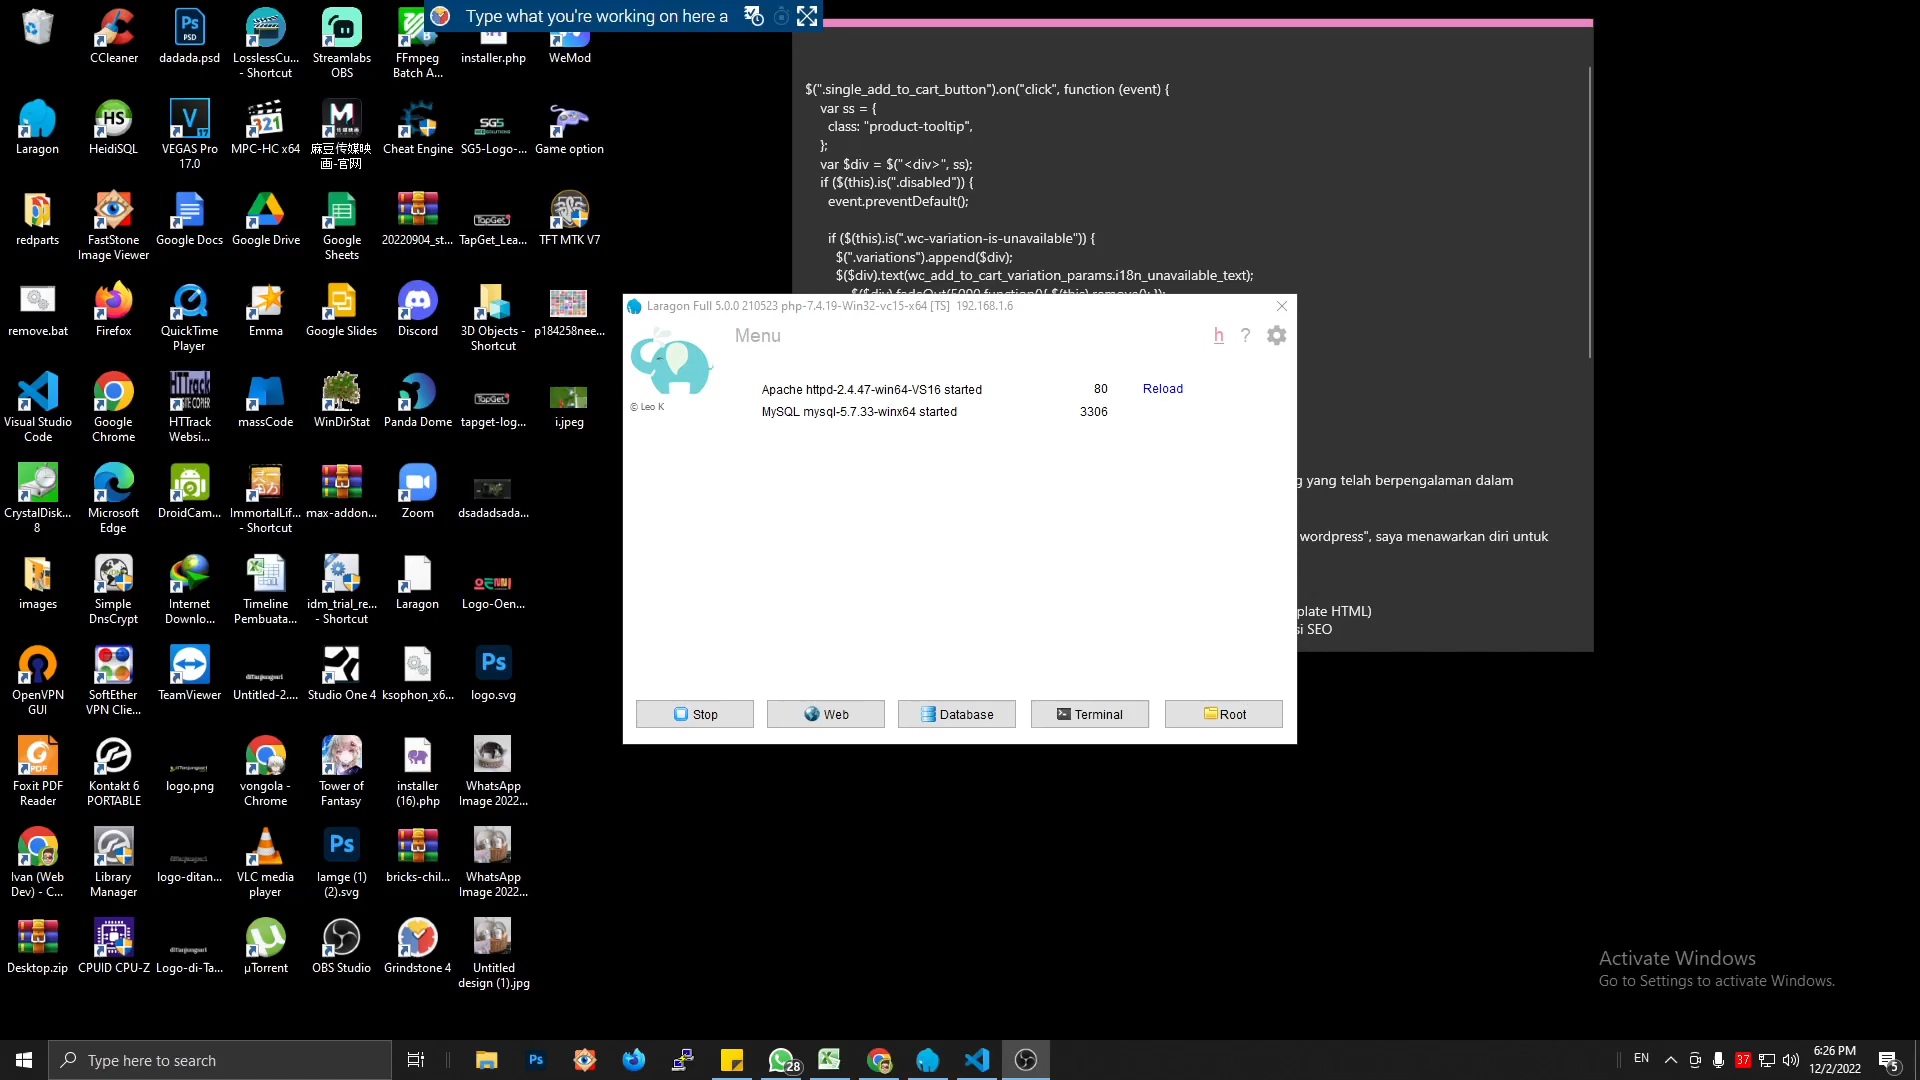 Type what you're working on here a
CCleaner
dadada.psd
LosslessCu...
- Shortcut
Streamlabs
OBS
FFmpeg
Batch A...
installer.php
WeMod
Laragon
HeidiSQL
VEGAS Pro
17.0
MPC-HC x64
麻豆传媒映
画-官网
Cheat Engine
SG5-Logo-...
Game option
redparts
FastStone
Image Viewer
Google Docs
Google Drive
Google
Sheets
20220904_st...
TapGet_Lea...
TFT MTK V7
remove.bat
Firefox
QuickTime
Player
Emma
Google Slides
Discord
3D Objects -
Shortcut
p184258nee...
Visual Studio
Code
Google
Chrome
HTTrack
Websi...
massCode
WinDirStat
Panda Dome
tapget-log...
i.jpeg
CrystalDisk...
8
Microsoft
Edge
DroidCam...
ImmortalLif...
- Shortcut
max-addon...
Zoom
dsadadsada...
images
Simple
DnsCrypt
Internet
Downlo...
Timeline
Pembuata...
idm_trial_re...
- Shortcut
Laragon
Logo-Oen...
OpenVPN
GUI
SoftEther
VPN Clie...
TeamViewer
Untitled-2....
Studio One 4
ksophon_x6...
logo.svg
Foxit PDF
Reader
Kontakt 6
PORTABLE
logo.png
vongola -
Chrome
Tower of
Fantasy
installer
(16).php
WhatsApp
Image 2022...
Ivan (Web
Dev) - C...
Library
Manager
logo-ditan...
VLC media
player
Iamge (1)
(2).svg
bricks-chil...
WhatsApp
Image 2022...
Desktop.zip
CPUID CPU-Z
Logo-di-Ta...
µTorrent
OBS Studio
Grindstone 4
Untitled
design (1).jpg
$(".single_add_to_cart_button").on("click", function (event) {
var ss = {
class: "product-tooltip",
};
var $div = $("<div>", ss);
if ($(this).is(".disabled")) {
event.preventDefault();
if ($(this).is(".wc-variation-is-unavailable")) {
$(".variations").append($div);
$($div).text(wc_add_to_cart_variation_params.i18n_unavailable_text);
$($div).fadeOut(5000,function(){ $(this).remove(); });
g yang telah berpengalaman dalam
wordpress", saya menawarkan diri untuk
plate HTML)
si SEO
Laragon Full 5.0.0 210523 php-7.4.19-Win32-vc15-x64 [TS] 192.168.1.6
Menu
h ?
© Leo K
Apache httpd-2.4.47-win64-VS16 started 80 Reload
MySQL mysql-5.7.33-winx64 started 3306
Stop Web Database Terminal Root
Activate Windows
Go to Settings to activate Windows.
Type here to search
28
EN
37
6:26 PM
12/2/2022
5